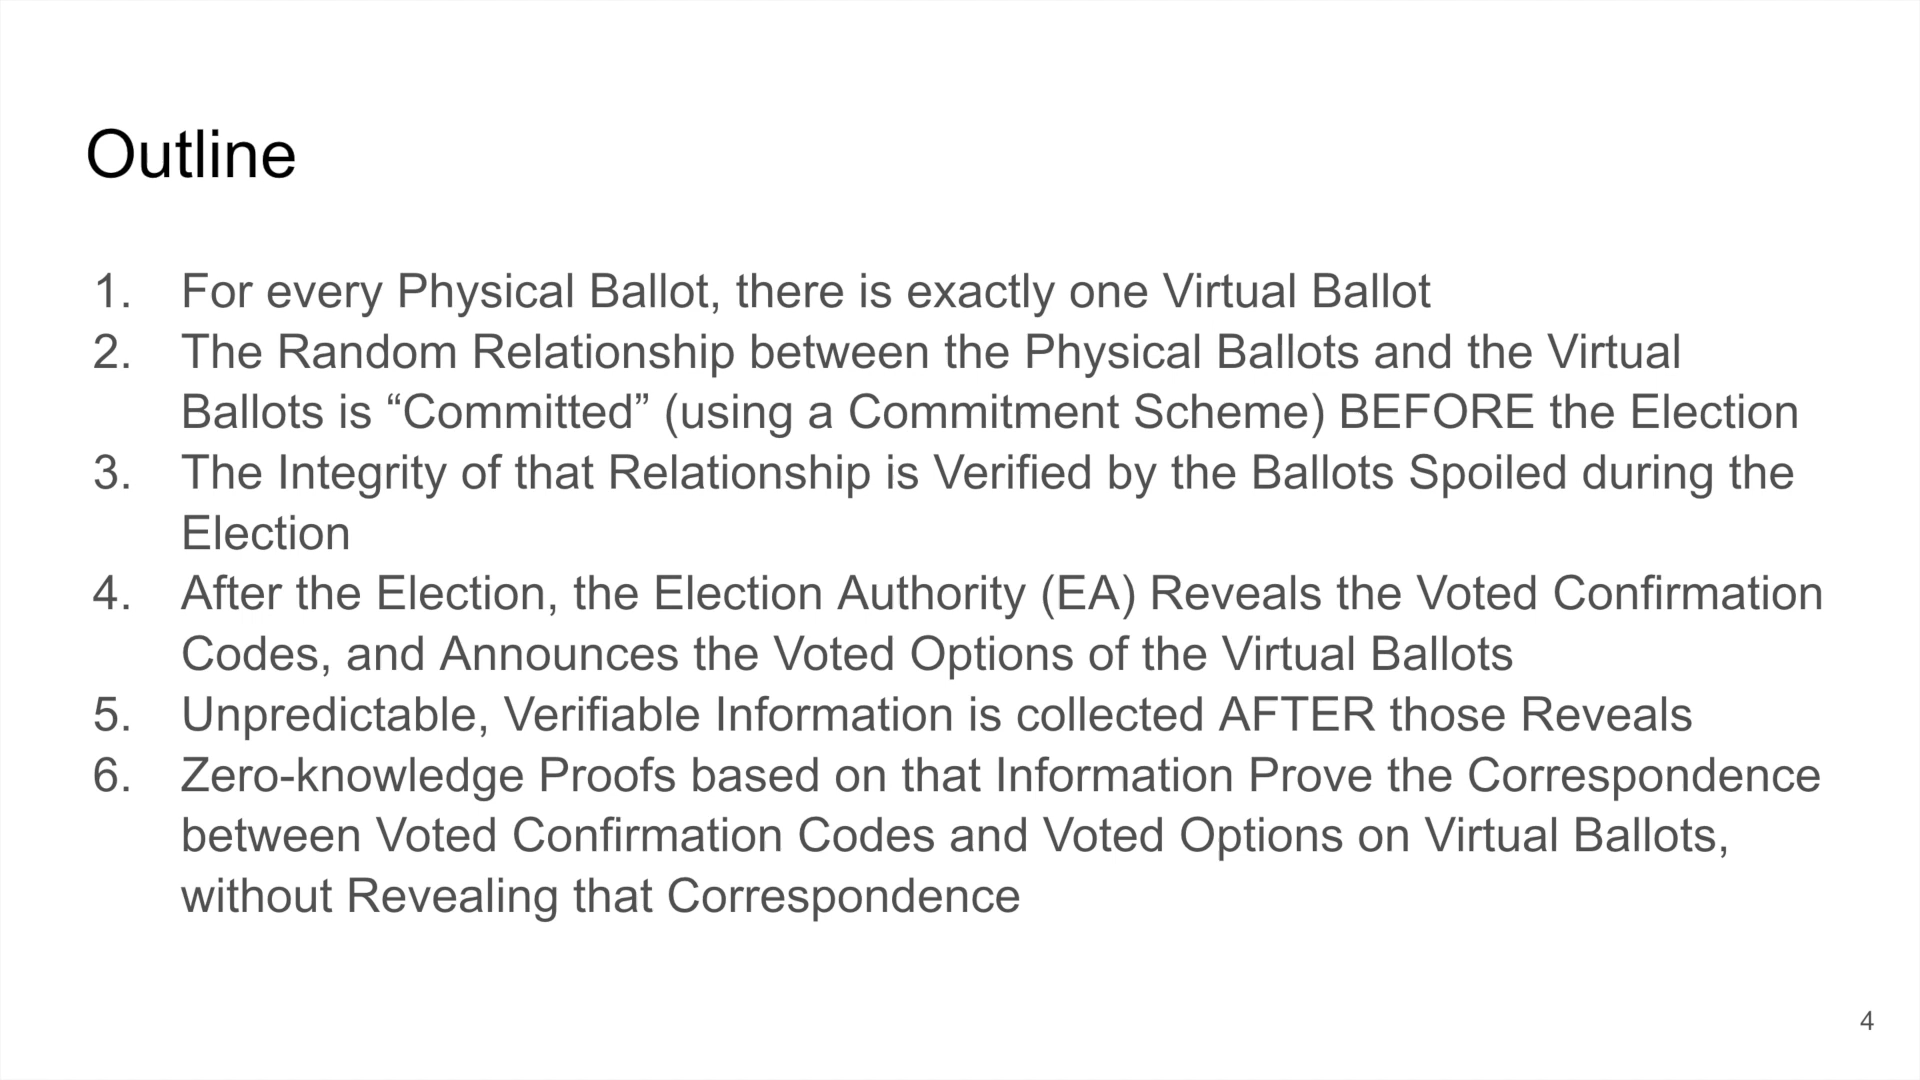 Outline
1. For every Physical Ballot, there is exactly one Virtual Ballot
2. The Random Relationship between the Physical Ballots and the Virtual
Ballots is “Committed” (using a Commitment Scheme) BEFORE the Election
3. The Integrity of that Relationship is Verified by the Ballots Spoiled during the
Election
4. After the Election, the Election Authority (EA) Reveals the Voted Confirmation
Codes, and Announces the Voted Options of the Virtual Ballots
5. Unpredictable, Verifiable Information is collected AFTER those Reveals
6. Zero-knowledge Proofs based on that Information Prove the Correspondence
between Voted Confirmation Codes and Voted Options on Virtual Ballots,
without Revealing that Correspondence
4